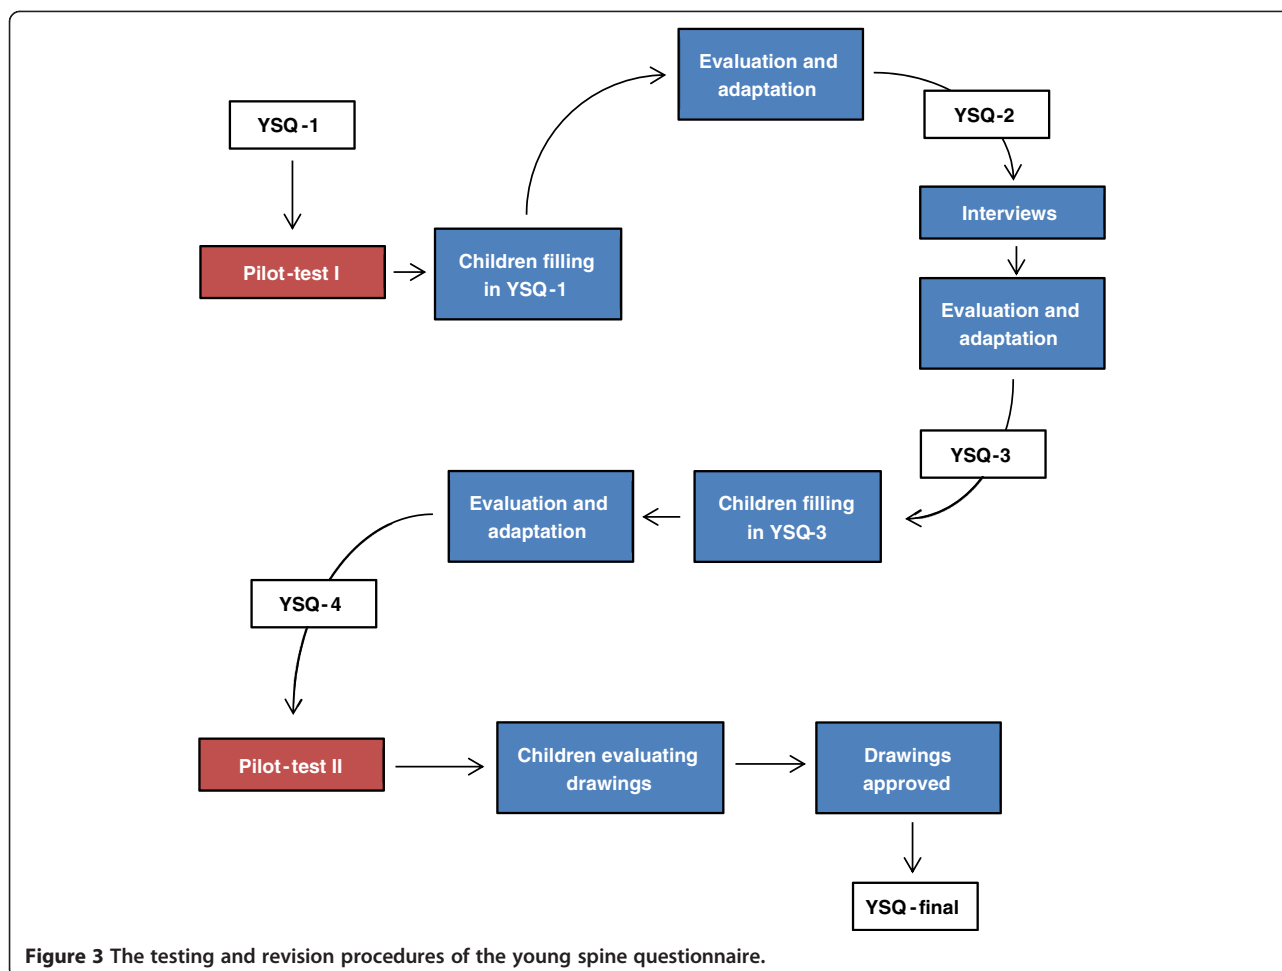 YSQ-1
Pilot-test I
Children filling
in YSQ-1
Evaluation and
adaptation
YSQ-2
Interviews
Evaluation and
adaptation
YSQ-3
Children filling
in YSQ-3
Evaluation and
adaptation
YSQ-4
Pilot-test II
Children evaluating
drawings
Drawings
approved
YSQ-final
Figure 3 The testing and revision procedures of the young spine questionnaire.